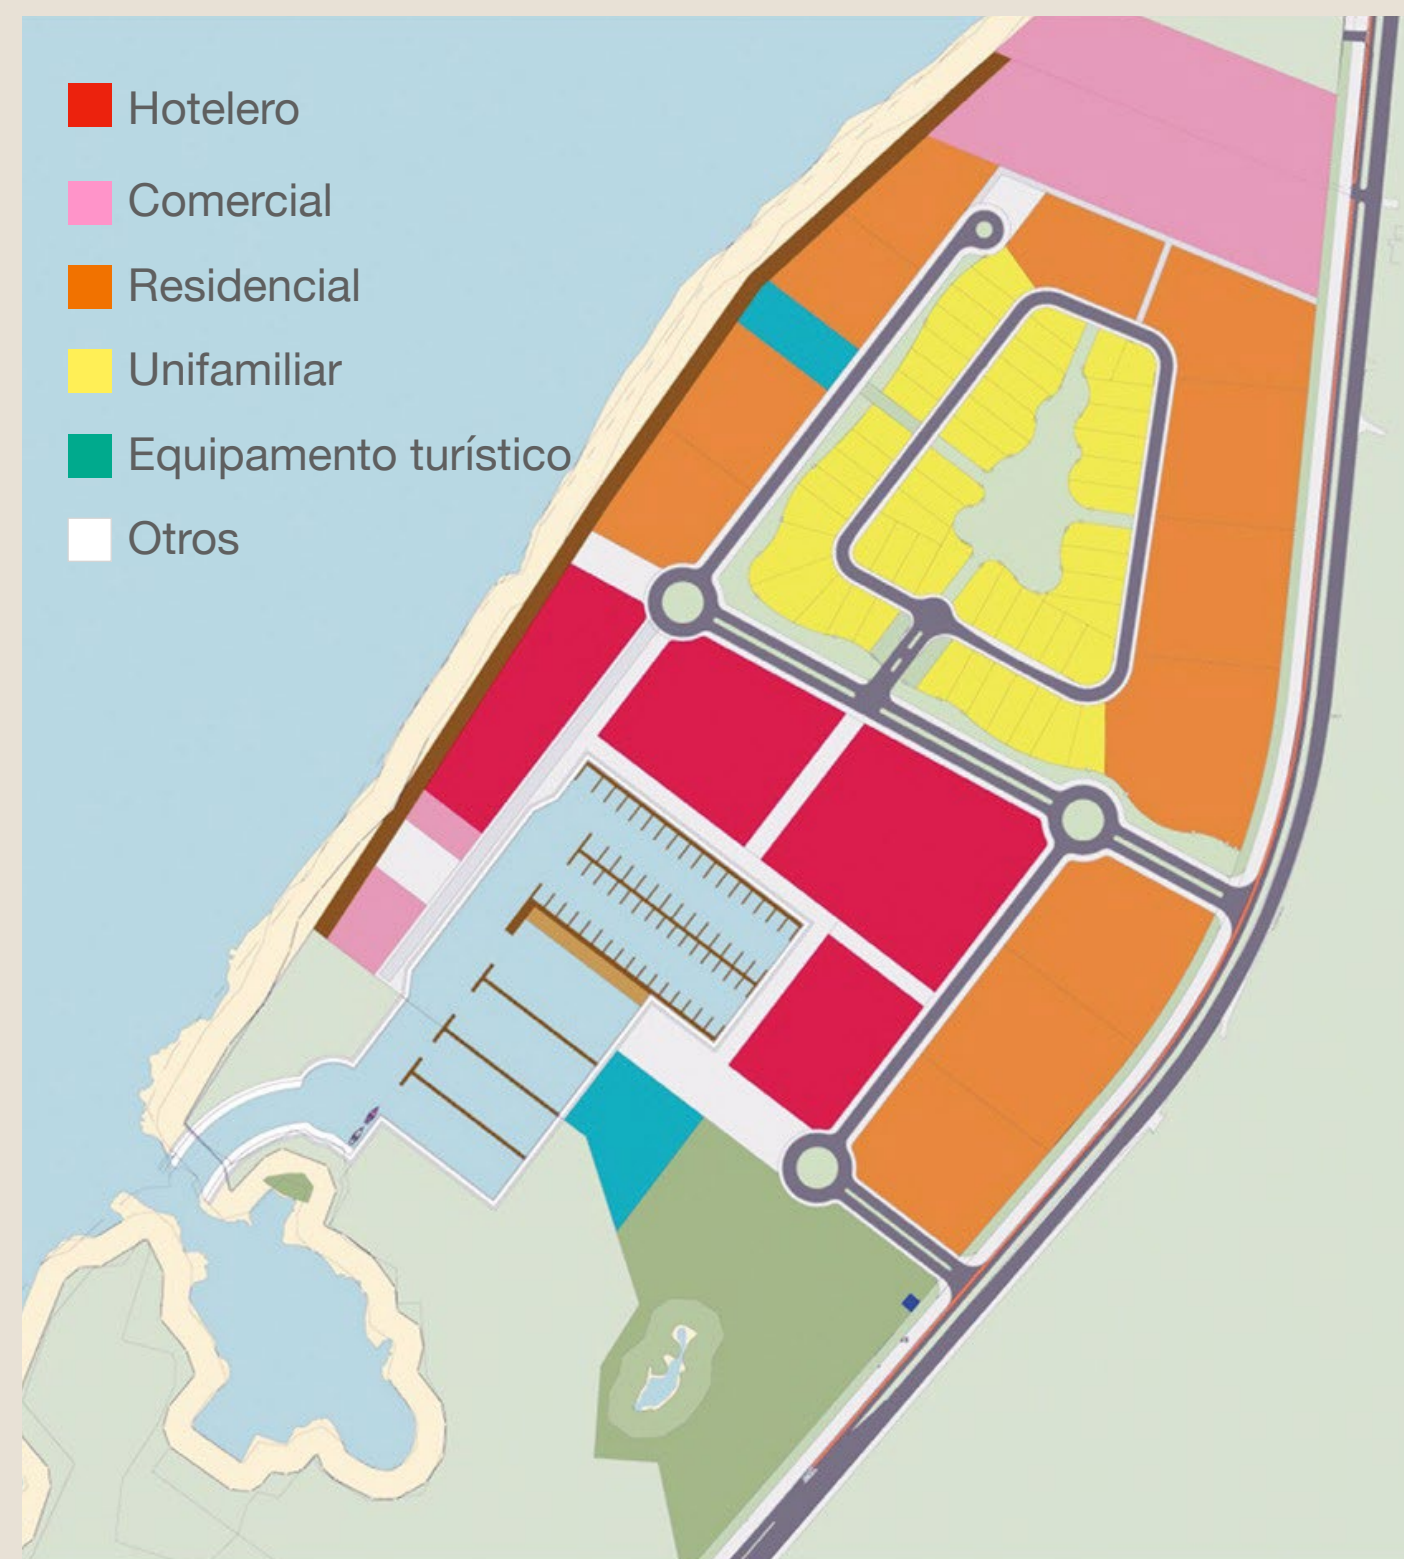 Hotelero
Comercial
Residencial
Unifamiliar
Equipamento turístico
Otros